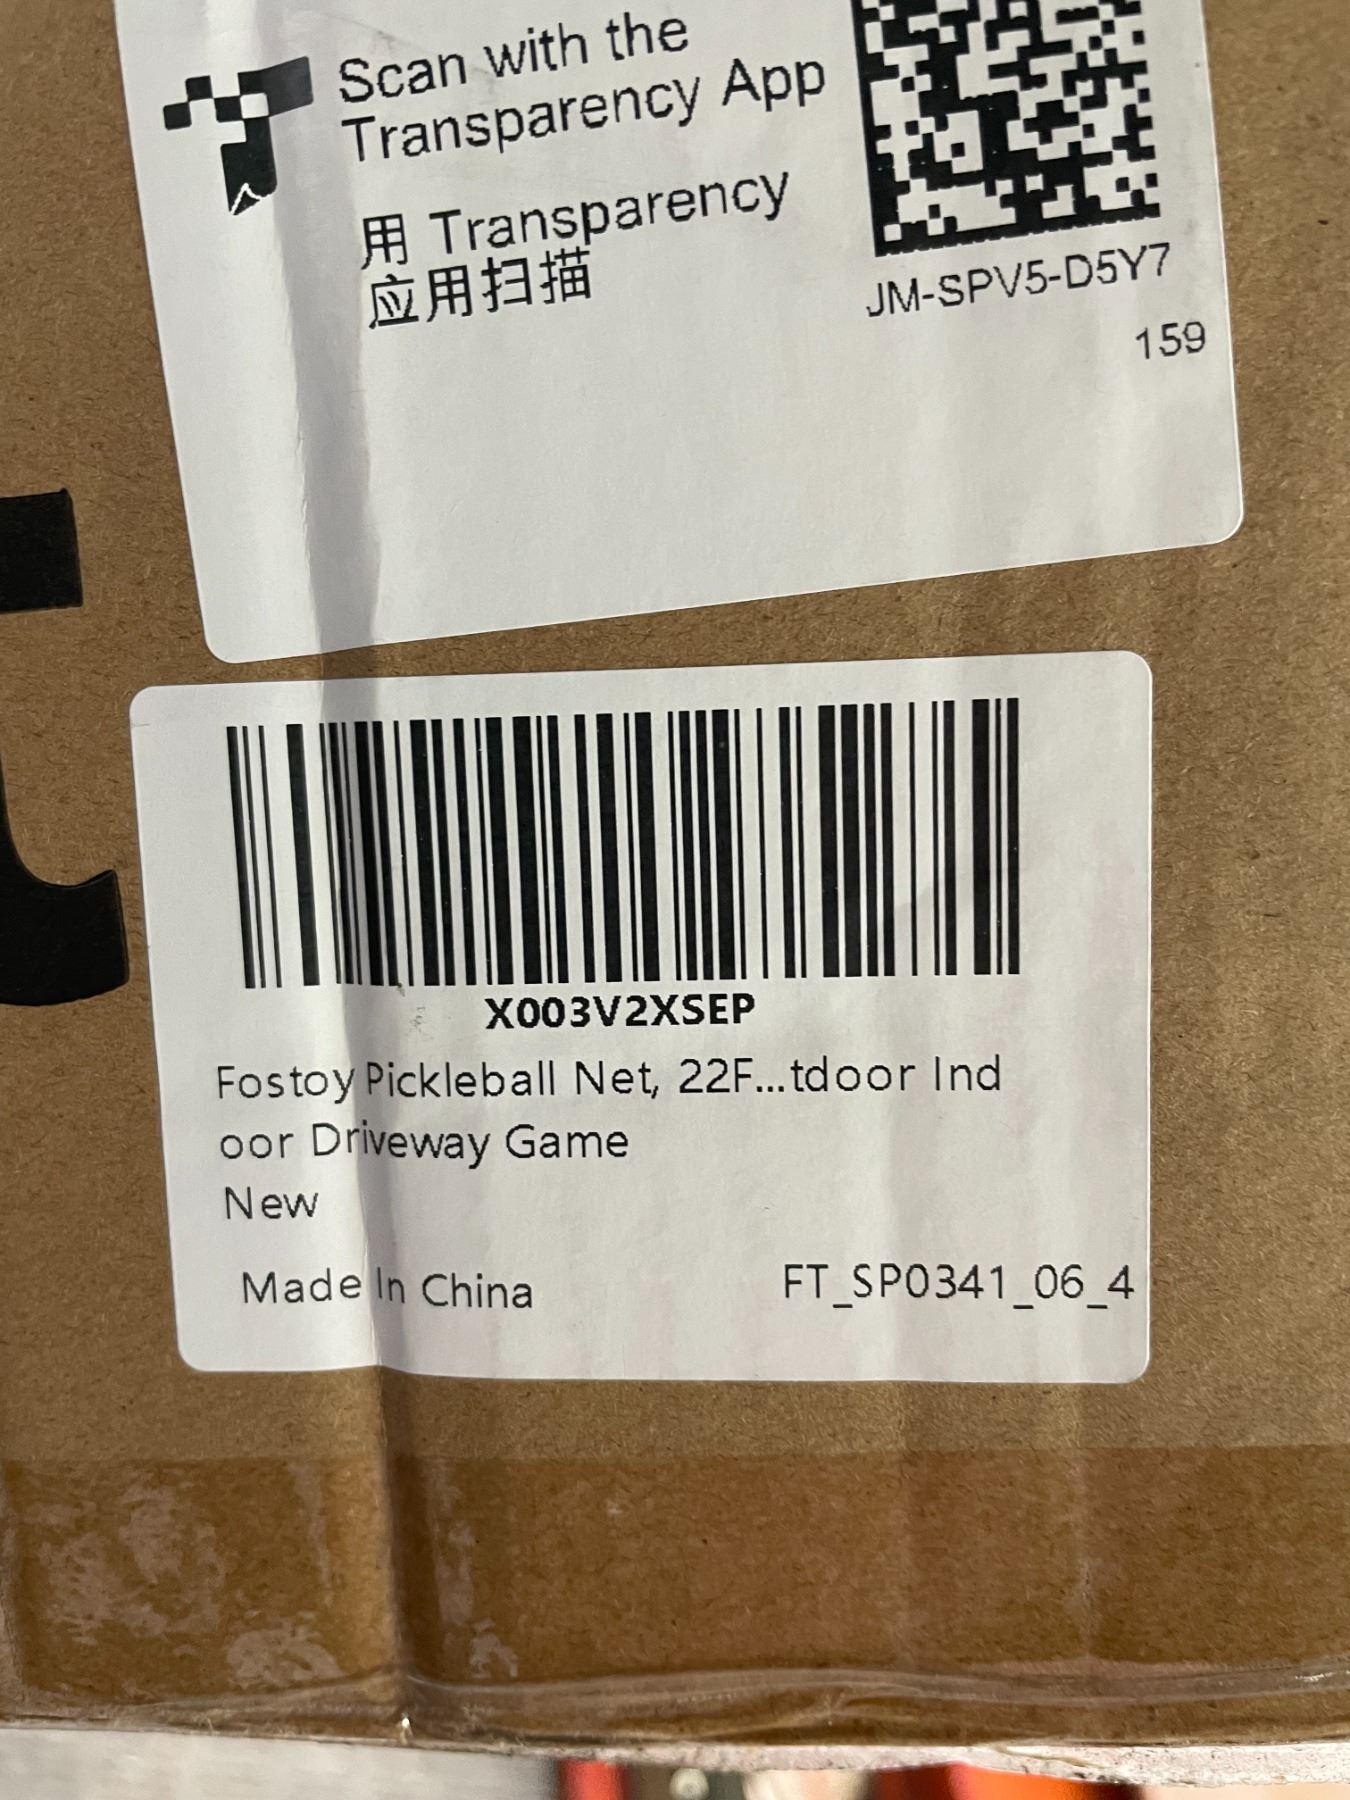 Scan with the
Transparency App
用 Transparency
应用扫描
JM-SPV5-D5Y7
159
X003V2XSEP
Fostoy Pickleball Net, 22F...tdoor Ind
oor Driveway Game
New
Made In China
FT_SP0341_06_4